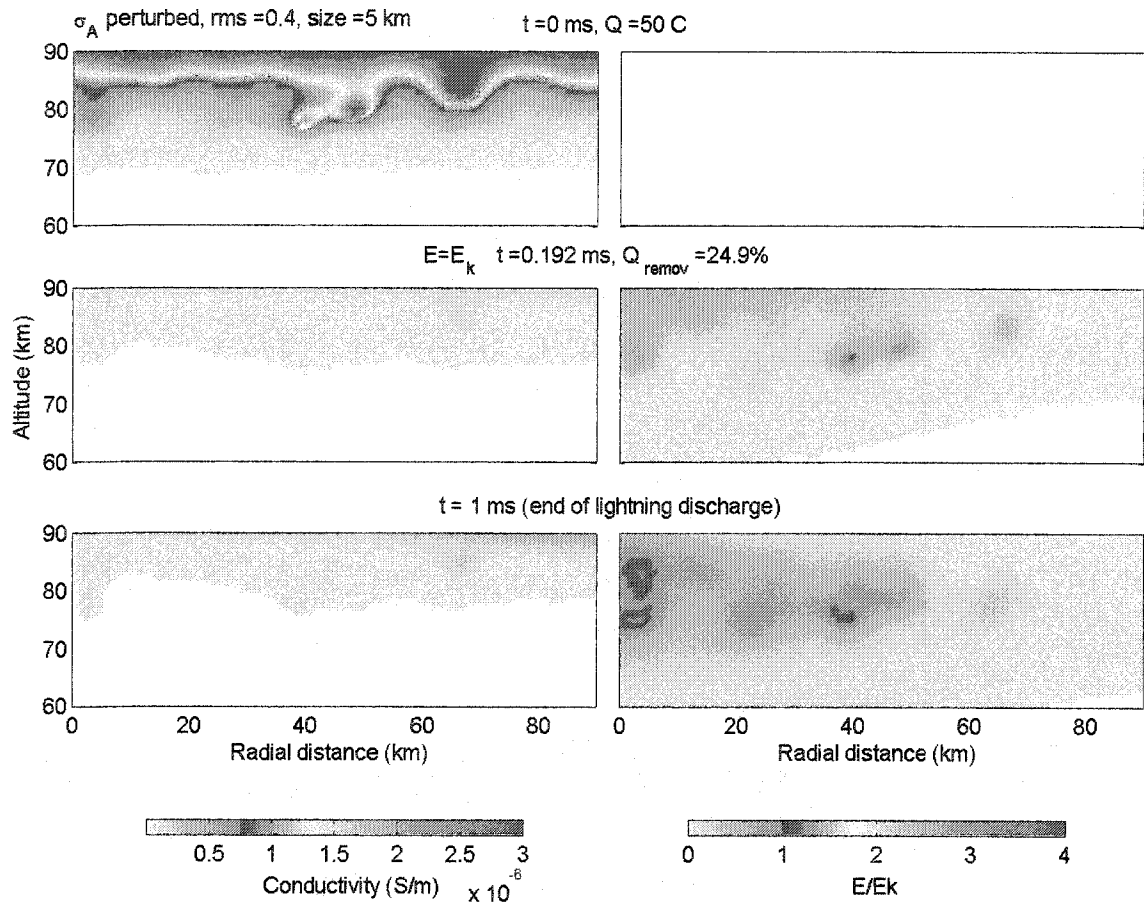 σA perturbed, rms =0.4, size =5 km
t =0 ms, Q =50 C
90
80
70
60
E=Ek t =0.192 ms, Qremov =24.9%
90
80
70
60
Altitude (km)
t = 1 ms (end of lightning discharge)
90
80
70
60
0 20 40 60 80
0 20 40 60 80
Radial distance (km)
Radial distance (km)
0.5 1 1.5 2 2.5 3
0 1 2 3 4
Conductivity (S/m) x 10-6
E/Ek